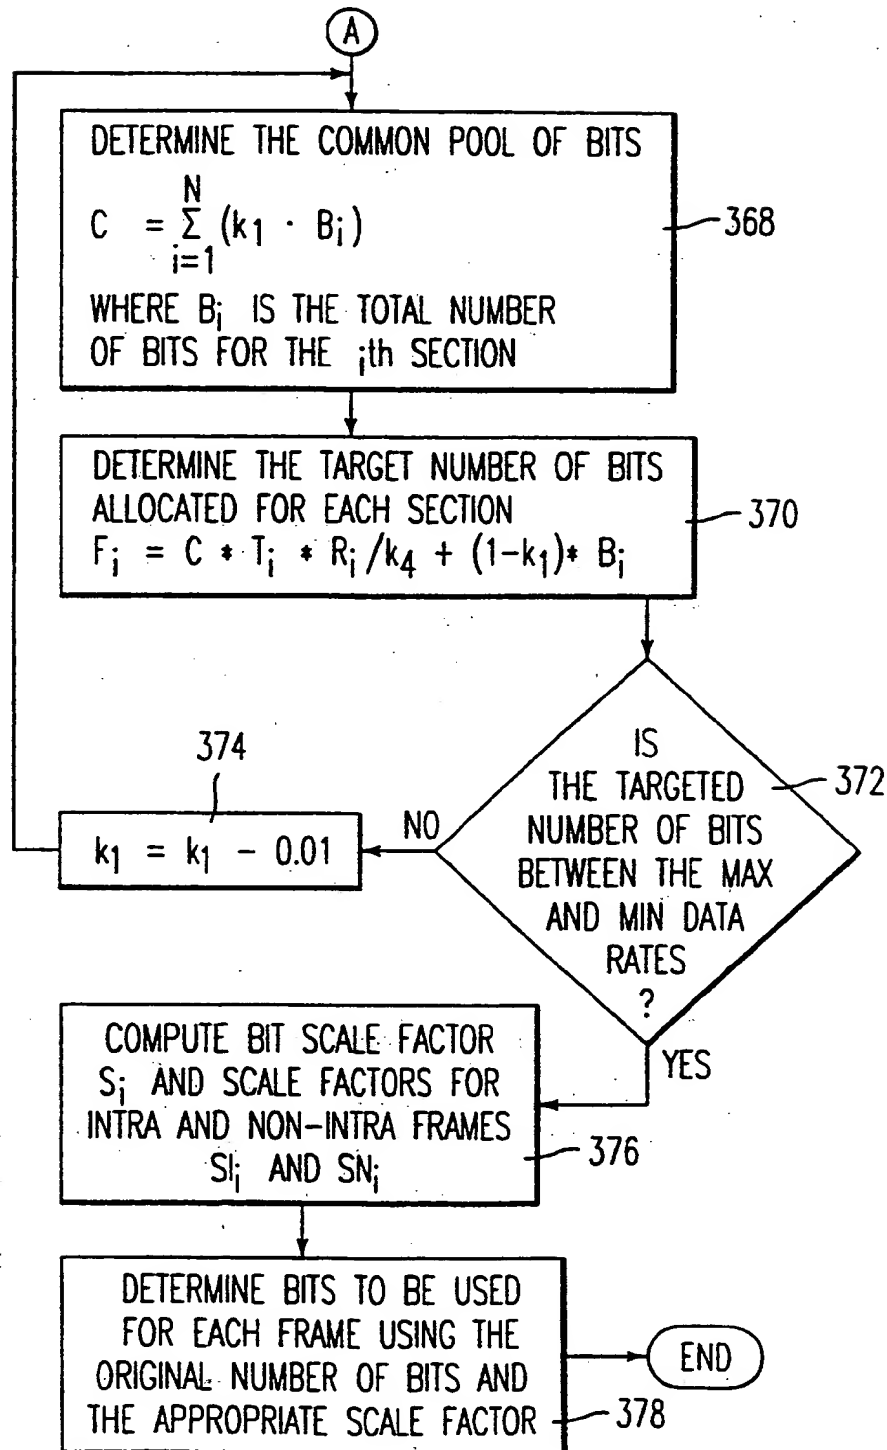 A
DETERMINE THE COMMON POOL OF BITS
N
C = Σ (k1 · Bi)
i=1
WHERE Bi IS THE TOTAL NUMBER
OF BITS FOR THE ith SECTION
368
DETERMINE THE TARGET NUMBER OF BITS
ALLOCATED FOR EACH SECTION
Fi = C * Ti * Ri/k4 + (1-k1)* Bi
370
IS
THE TARGETED
NUMBER OF BITS
BETWEEN THE MAX
AND MIN DATA
RATES
?
372
NO
374
k1 = k1 - 0.01
YES
COMPUTE BIT SCALE FACTOR
Si AND SCALE FACTORS FOR
INTRA AND NON-INTRA FRAMES
SIi AND SNi
376
DETERMINE BITS TO BE USED
FOR EACH FRAME USING THE
ORIGINAL NUMBER OF BITS AND
THE APPROPRIATE SCALE FACTOR
378
END